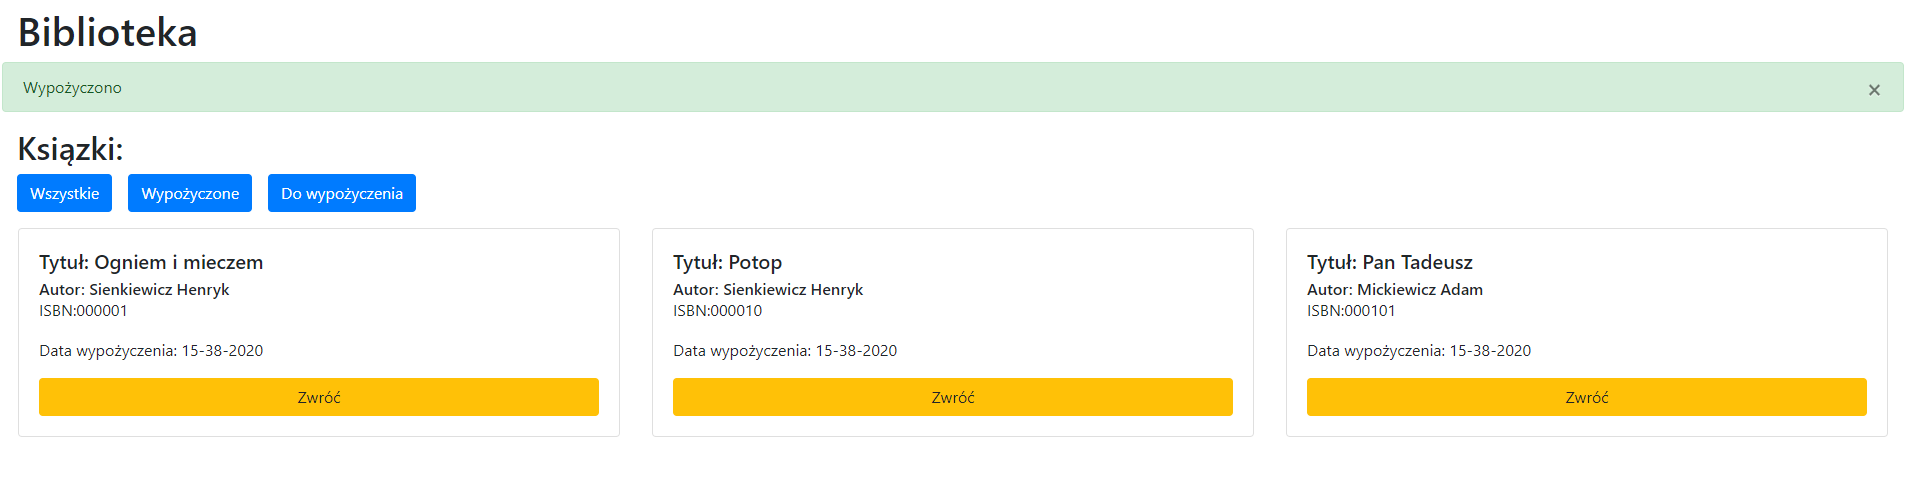 Biblioteka
Wypożyczono
×
Ksiązki:
Wszystkie Wypożyczone Do wypożyczenia
Tytuł: Ogniem i mieczem
Autor: Sienkiewicz Henryk
ISBN:000001
Data wypożyczenia: 15-38-2020
Zwróć
Tytuł: Potop
Autor: Sienkiewicz Henryk
ISBN:000010
Data wypożyczenia: 15-38-2020
Zwróć
Tytuł: Pan Tadeusz
Autor: Mickiewicz Adam
ISBN:000101
Data wypożyczenia: 15-38-2020
Zwróć